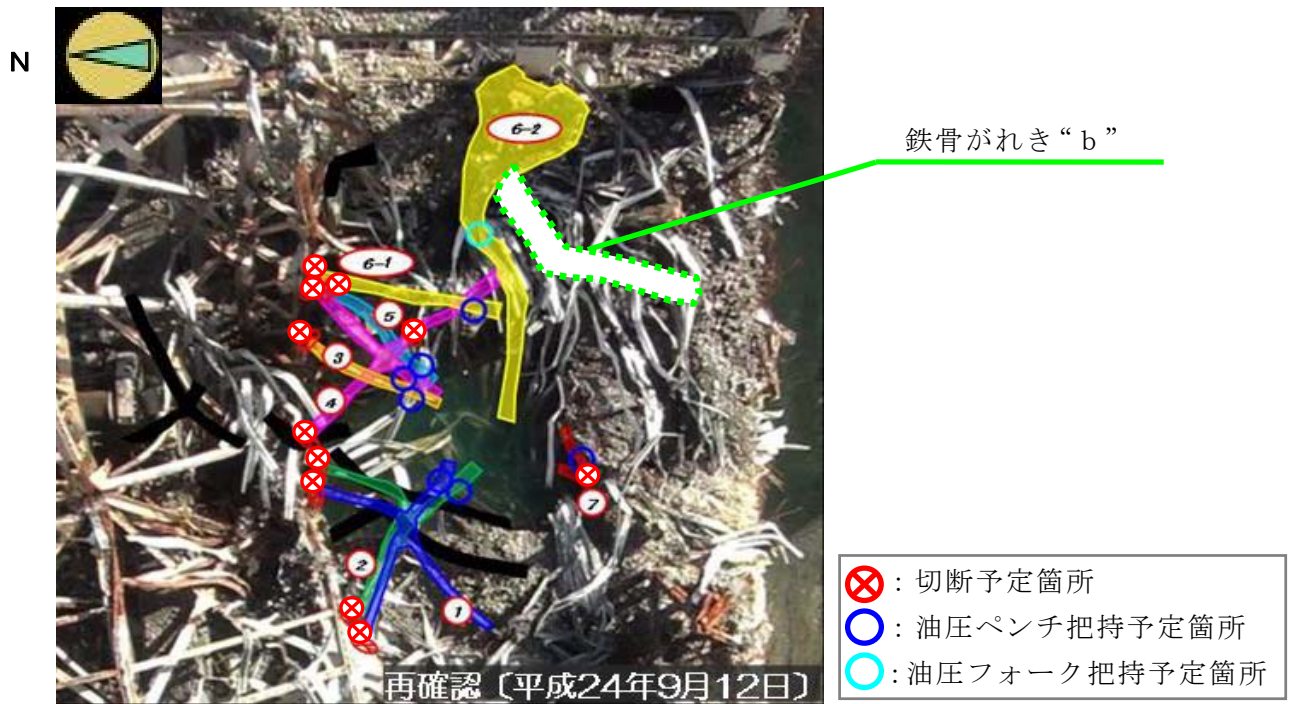 N
鉄骨がれき“b”
6-2
6-1
5
3
4
2
1
7
再確認〔平成24年9月12日〕
:切断予定箇所
:油圧ペンチ把持予定箇所
:油圧フォーク把持予定箇所